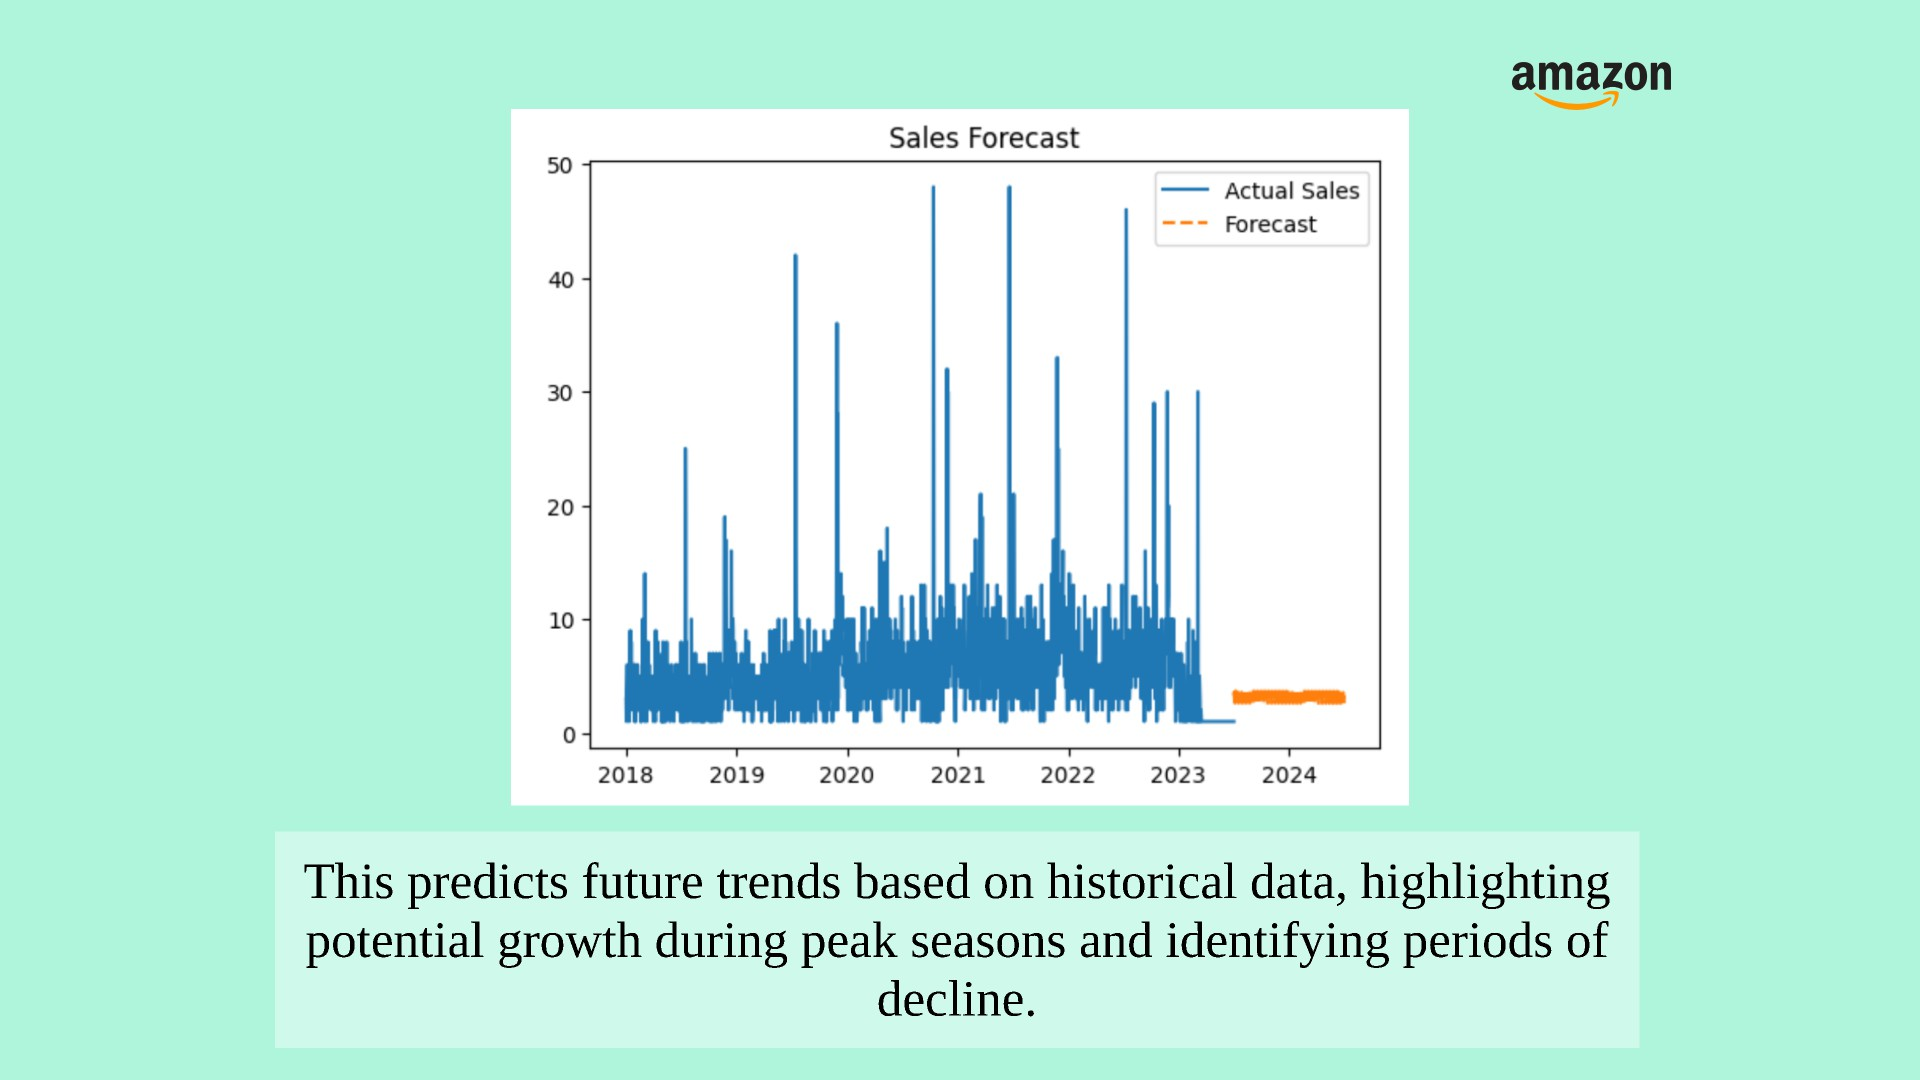 amazon
Sales Forecast
Actual Sales
Forecast
50
40
30
20
10
0
2018 2019 2020 2021 2022 2023 2024
This predicts future trends based on historical data, highlighting
potential growth during peak seasons and identifying periods of
decline.